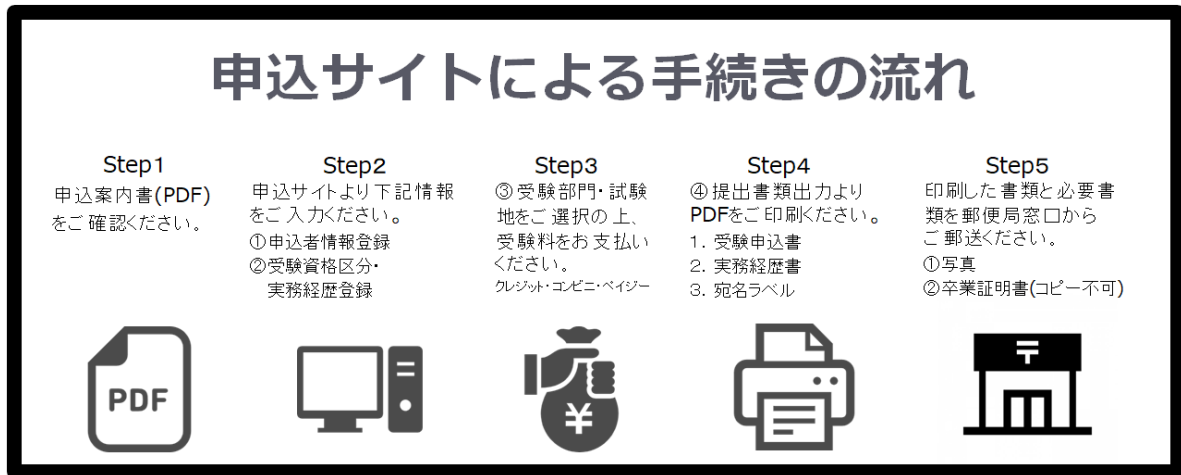 申込サイトによる手続きの流れ
Step1
申込案内書(PDF)
をご確認ください。
Step2
申込サイトより下記情報
をご入力ください。
①申込者情報登録
②受験資格区分・
実務経歴登録
Step3
③受験部門・試験
地をご選択の上、
受験料をお支払い
ください。
クレジット・コンビニ・ペイジー
Step4
④提出書類出力より
PDFをご印刷ください。
1. 受験申込書
2. 実務経歴書
3. 宛名ラベル
Step5
印刷した書類と必要書
類を郵便局窓口から
ご郵送ください。
①写真
②卒業証明書(コピー不可)
PDF
¥
〒